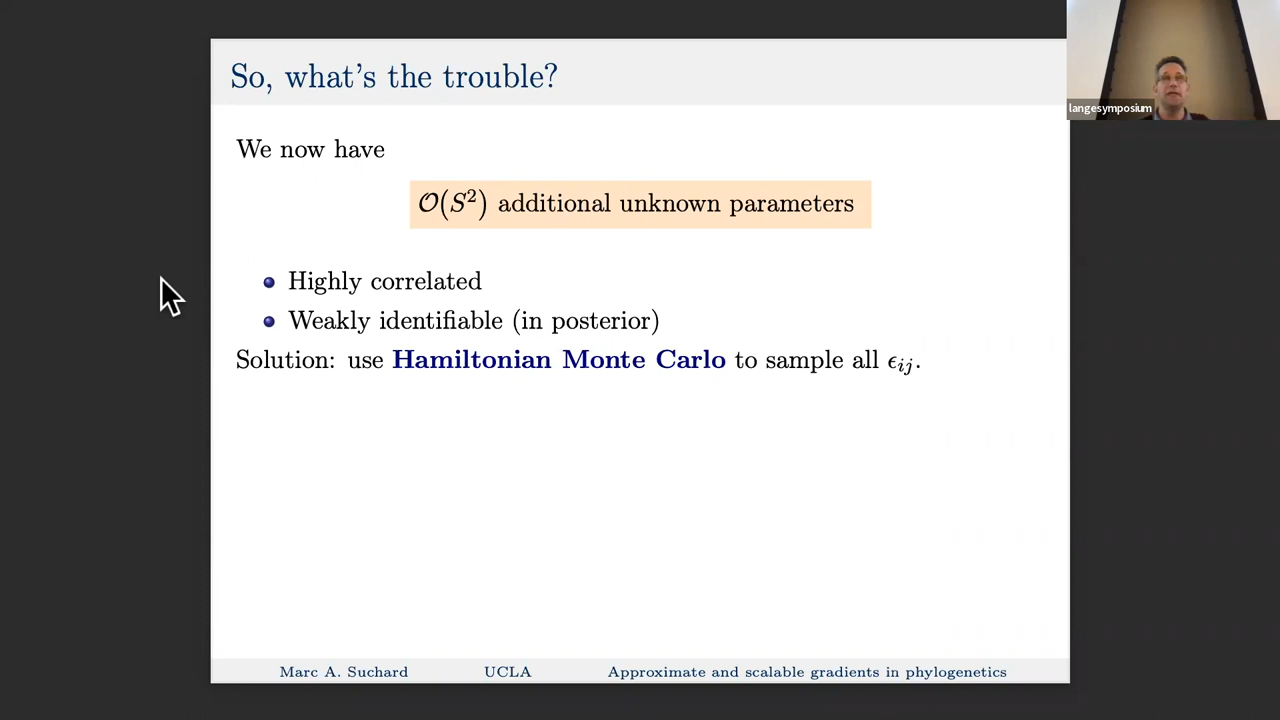 So, what's the trouble?
langesymposium
We now have
𝒪(S²) additional unknown parameters
Highly correlated
Weakly identifiable (in posterior)
Solution: use Hamiltonian Monte Carlo to sample all ϵᵢⱼ.
Marc A. Suchard UCLA Approximate and scalable gradients in phylogenetics